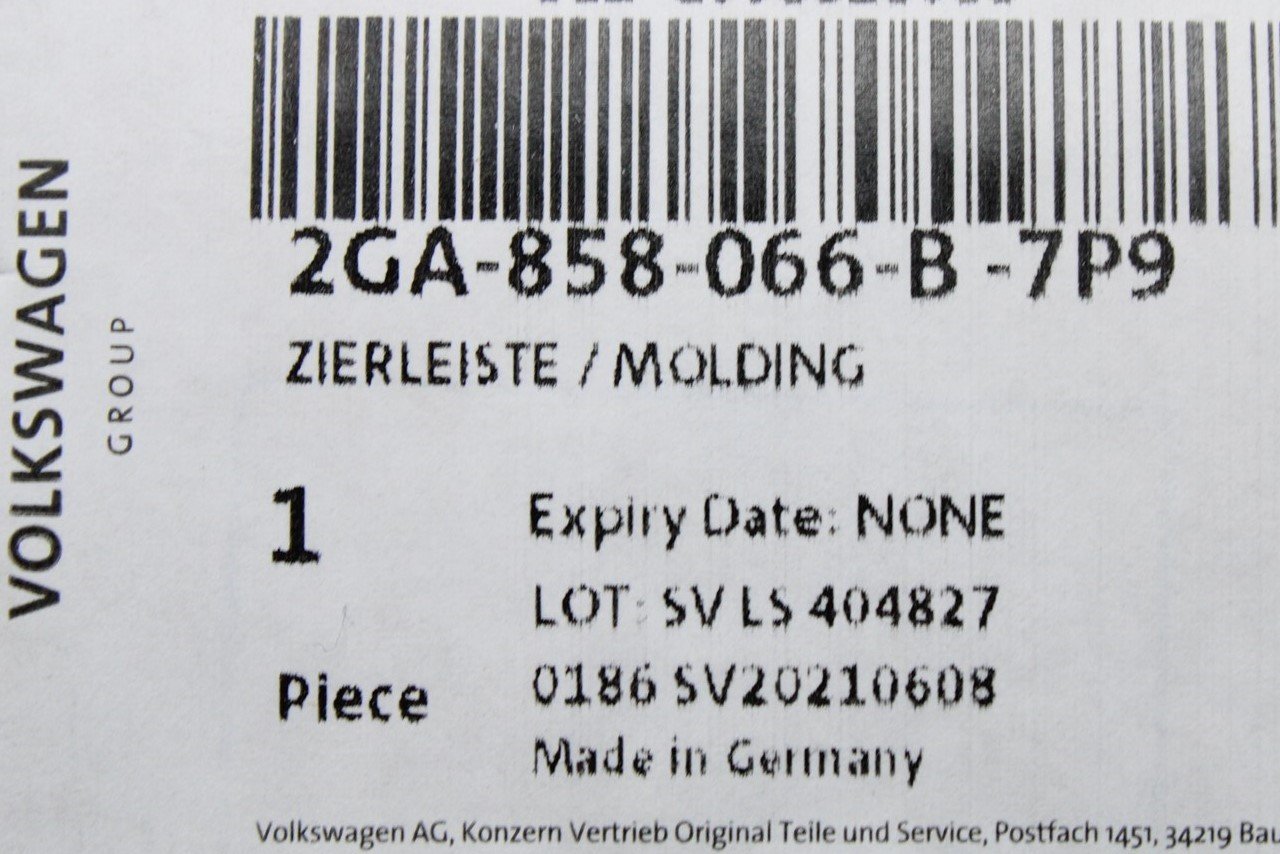 VOLKSWAGEN
GROUP
2GA-858-066-B -7P9
ZIERLEISTE / MOLDING
1
Piece
Expiry Date: NONE
LOT: SV LS 404827
0186 SV20210608
Made in Germany
Volkswagen AG, Konzern Vertrieb Original Teile und Service, Postfach 1451, 34219 Bau